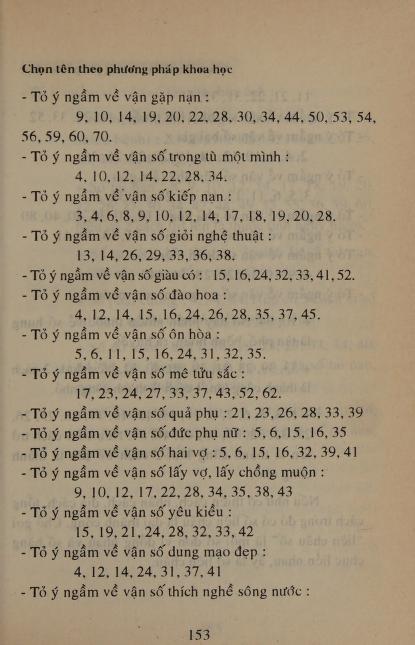 Chọn tên theo phương pháp khoa học
- Tỏ ý ngầm về vận gặp nạn :
9, 10, 14, 19, 20, 22, 28, 30, 34, 44, 50, 53, 54,
56, 59, 60, 70.
- Tỏ ý ngầm về vận số trong tù một mình :
4, 10, 12, 14, 22, 28, 34.
- Tỏ ý ngầm về vận số kiếp nạn :
3, 4, 6, 8, 9, 10, 12, 14, 17, 18, 19, 20, 28.
- Tỏ ý ngầm về vận số giỏi nghệ thuật :
13, 14, 26, 29, 33, 36, 38.
- Tỏ ý ngầm về vận số giàu có : 15, 16, 24, 32, 33, 41, 52.
- Tỏ ý ngầm về vận số đào hoa :
4, 12, 14, 15, 16, 24, 26, 28, 35, 37, 45.
- Tỏ ý ngầm về vận số ôn hòa :
5, 6, 11, 15, 16, 24, 31, 32, 35.
- Tỏ ý ngầm về vận số mê tửu sắc :
17, 23, 24, 27, 33, 37, 43, 52, 62.
- Tỏ ý ngầm về vận số quả phụ : 21, 23, 26, 28, 33, 39
- Tỏ ý ngầm về vận số đức phụ nữ : 5, 6, 15, 16, 35
- Tỏ ý ngầm về vận số hai vợ : 5, 6, 15, 16, 32, 39, 41
- Tỏ ý ngầm về vận số lấy vợ, lấy chồng muộn :
9, 10, 12, 17, 22, 28, 34, 35, 38, 43
- Tỏ ý ngầm về vận số yêu kiều :
15, 19, 21, 24, 28, 32, 33, 42
- Tỏ ý ngầm về vận số dung mạo đẹp :
4, 12, 14, 24, 31, 37, 41
- Tỏ ý ngầm về vận số thích nghề sông nước :
153